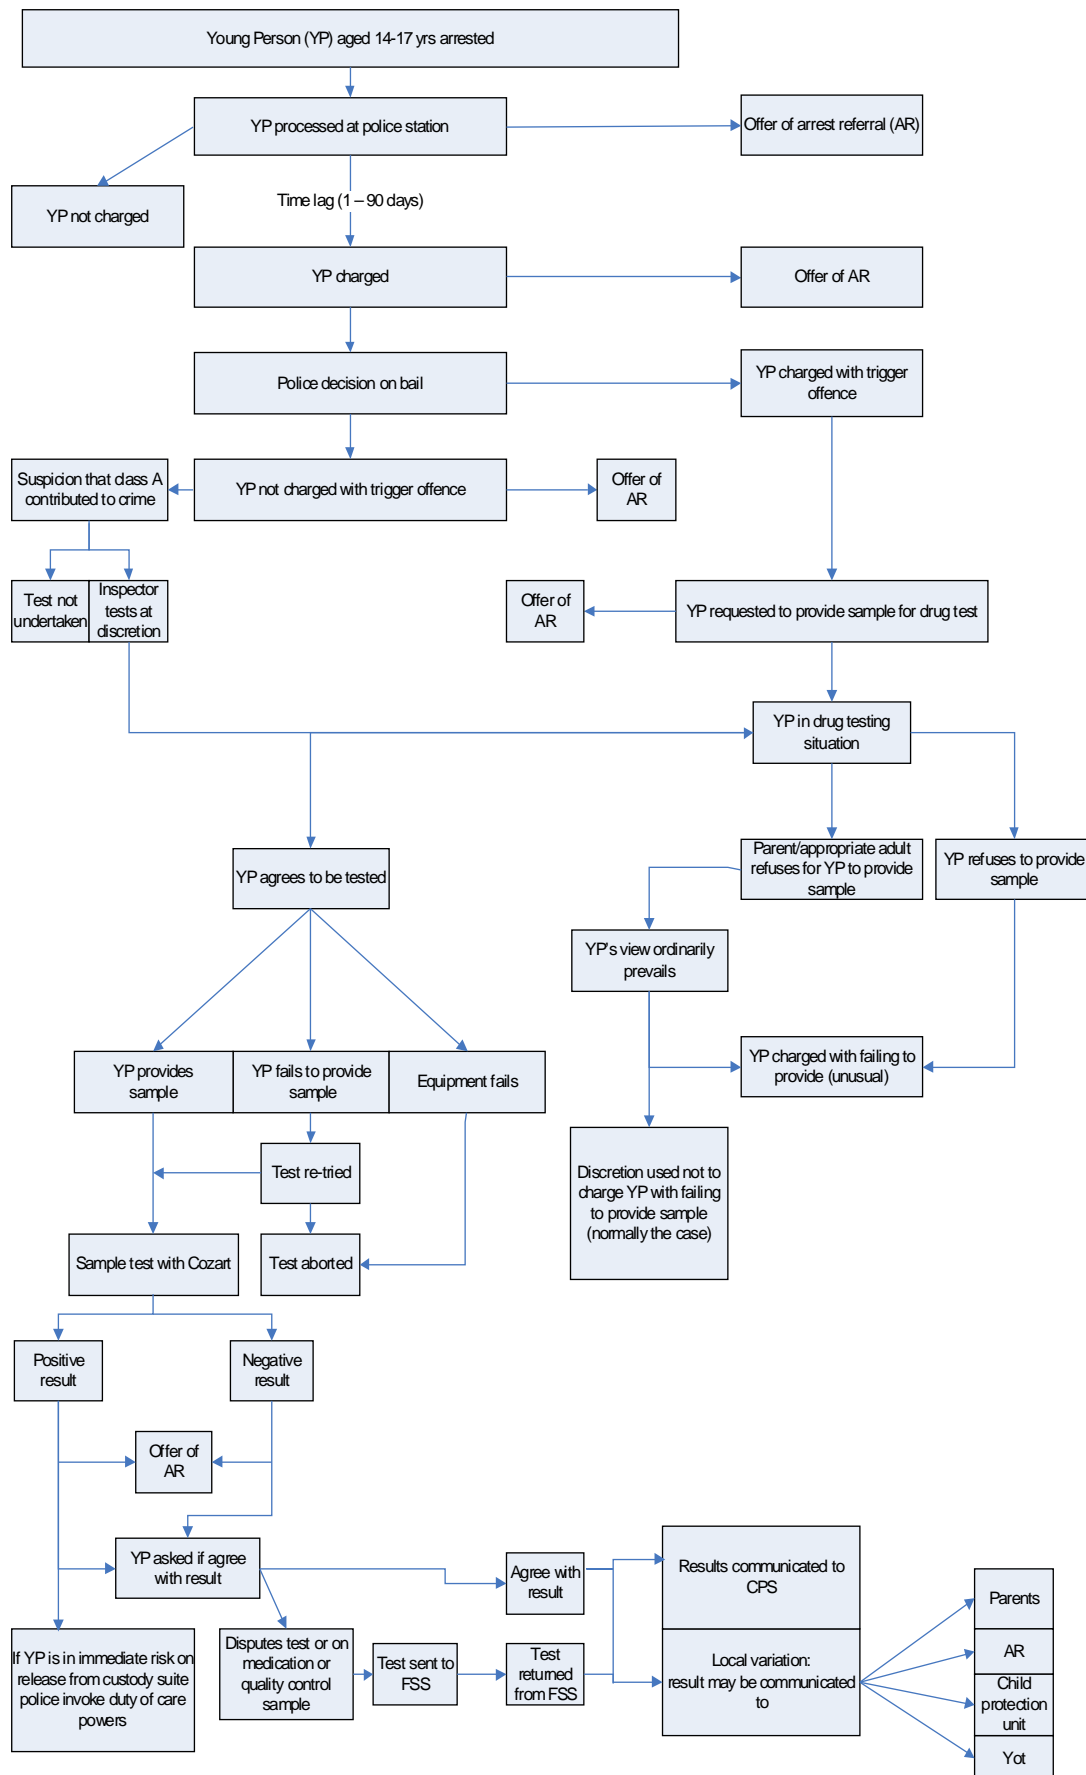 Young Person (YP) aged 14-17 yrs arrested
YP processed at police station
Offer of arrest referral (AR)
YP not charged
Time lag (1 – 90 days)
YP charged
Offer of AR
Police decision on bail
YP charged with trigger
offence
Suspicion that class A
contributed to crime
YP not charged with trigger offence
Offer of
AR
Test not
undertaken
Inspector
tests at
discretion
Offer of
AR
YP requested to provide sample for drug test
YP in drug testing
situation
YP agrees to be tested
Parent/appropriate adult
refuses for YP to provide
sample
YP refuses to provide
sample
YP's view ordinarily
prevails
YP provides
sample
YP fails to provide
sample
Equipment fails
YP charged with failing to
provide (unusual)
Test re-tried
Discretion used not to
charge YP with failing
to provide sample
(normally the case)
Sample test with Cozart
Test aborted
Positive
result
Negative
result
Offer of
AR
YP asked if agree
with result
Agree with
result
Results communicated to
CPS
Parents
If YP is in immediate risk on
release from custody suite
police invoke duty of care
powers
Disputes test or on
medication or
quality control
sample
Test sent to
FSS
Test
returned
from FSS
Local variation:
result may be communicated
to
AR
Child
protection
unit
Yot